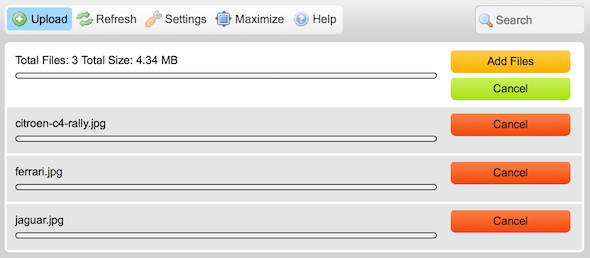 Upload Refresh Settings Maximize Help Search
Total Files: 3 Total Size: 4.34 MB
Add Files
Cancel
citroen-c4-rally.jpg Cancel
ferrari.jpg Cancel
jaguar.jpg Cancel